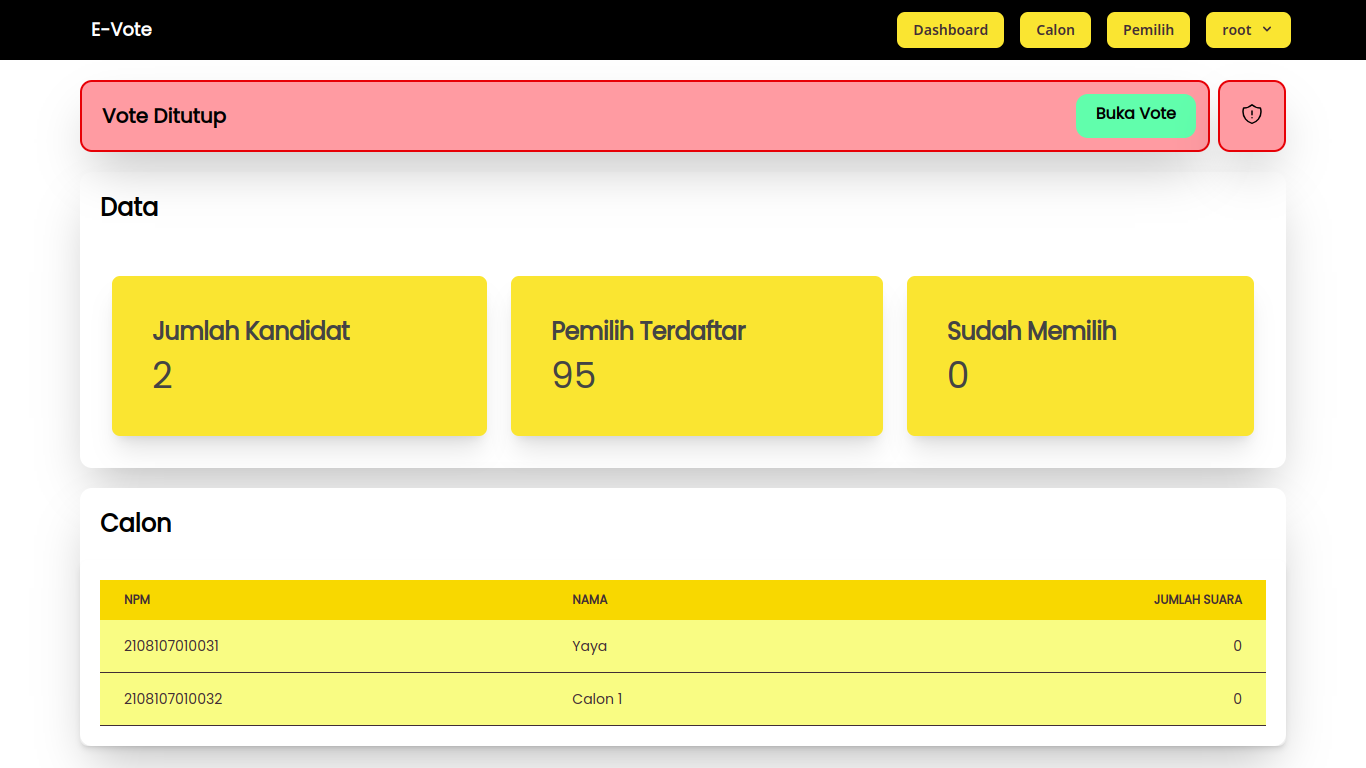 E-Vote Dashboard Calon Pemilih root
Vote Ditutup Buka Vote
Data
Jumlah Kandidat Pemilih Terdaftar Sudah Memilih
2 95 0
Calon
NPM NAMA JUMLAH SUARA
2108107010031 Yaya 0
2108107010032 Calon 1 0